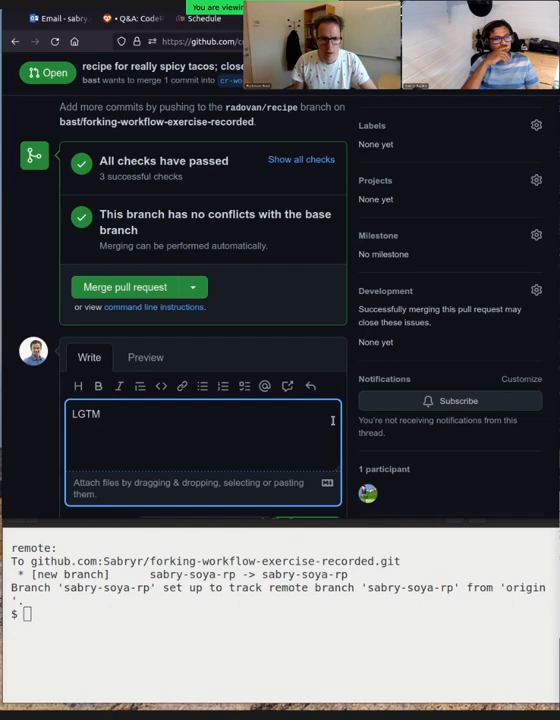 You are viewing
Email - sabry
Q&A: CodeR
Schedule
https://github.com/c
Open
recipe for really spicy tacos; close
bast wants to merge 1 commit into cr-wo
Add more commits by pushing to the radovan/recipe branch on
bast/forking-workflow-exercise-recorded.
All checks have passed
Show all checks
3 successful checks
This branch has no conflicts with the base
branch
Merging can be performed automatically.
Merge pull request
or view command line instructions.
Write
Preview
LGTM
Attach files by dragging & dropping, selecting or pasting
them.
Labels
None yet
Projects
None yet
Milestone
No milestone
Development
Successfully merging this pull request may
close these issues.
None yet
Notifications
Customize
Subscribe
You're not receiving notifications from this
thread.
1 participant
remote:
To github.com:Sabryr/forking-workflow-exercise-recorded.git
* [new branch] sabry-soya-rp -> sabry-soya-rp
Branch 'sabry-soya-rp' set up to track remote branch 'sabry-soya-rp' from 'origin
'.
$